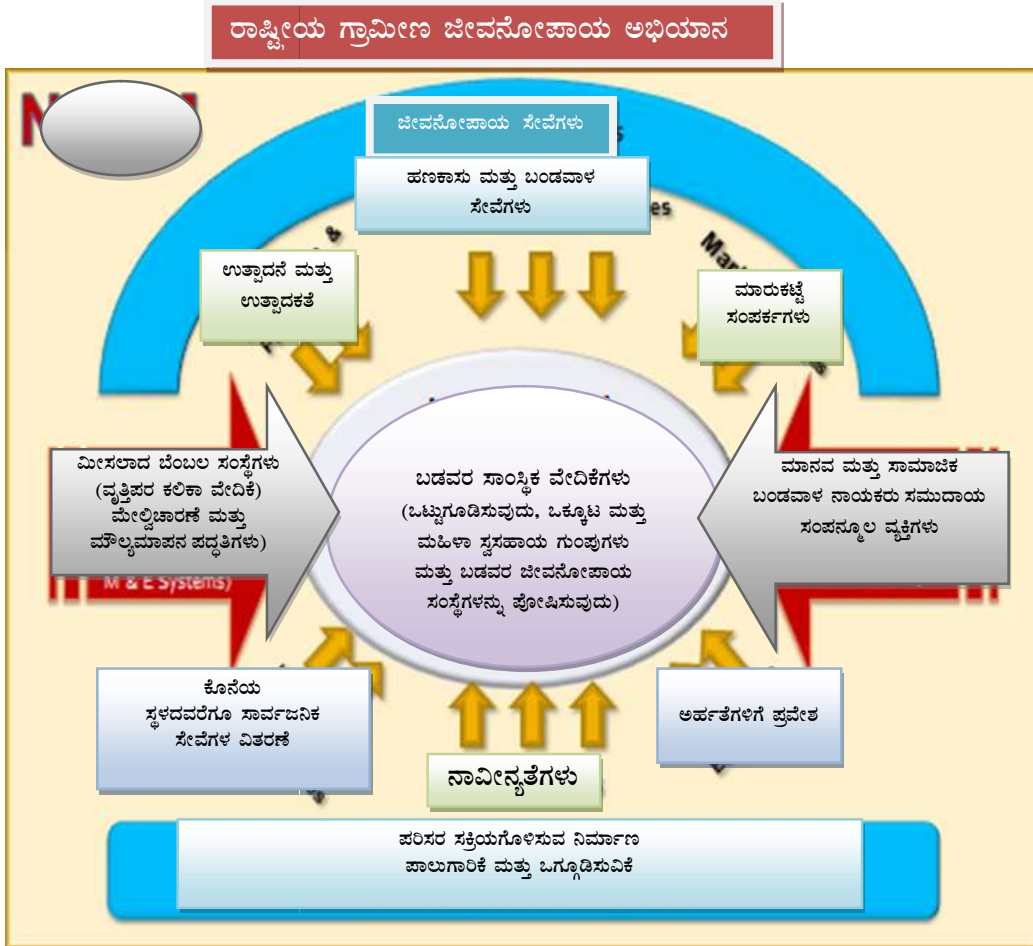 ರಾಷ್ಟ್ರೀಯ ಗ್ರಾಮೀಣ ಜೀವನೋಪಾಯ ಅಭಿಯಾನ
ಜೀವನೋಪಾಯ ಸೇವೆಗಳು
ಹಣಕಾಸು ಮತ್ತು ಬಂಡವಾಳ
ಸೇವೆಗಳು
ಉತ್ಪಾದನೆ ಮತ್ತು
ಉತ್ಪಾದಕತೆ
ಮಾರುಕಟ್ಟೆ
ಸಂಪರ್ಕಗಳು
ಮೀಸಲಾದ ಬೆಂಬಲ ಸಂಸ್ಥೆಗಳು
(ವೃತ್ತಿಪರ ಕಲಿಕಾ ವೇದಿಕೆ)
ಮೇಲ್ವಿಚಾರಣೆ ಮತ್ತು
ಮೌಲ್ಯಮಾಪನ ಪದ್ಧತಿಗಳು)
M & E Systems)
ಬಡವರ ಸಾಂಸ್ಥಿಕ ವೇದಿಕೆಗಳು
(ಒಟ್ಟುಗೂಡಿಸುವುದು, ಒಕ್ಕೂಟ ಮತ್ತು
ಮಹಿಳಾ ಸ್ವಸಹಾಯ ಗುಂಪುಗಳು
ಮತ್ತು ಬಡವರ ಜೀವನೋಪಾಯ
ಸಂಸ್ಥೆಗಳನ್ನು ಪೋಷಿಸುವುದು)
ಮಾನವ ಮತ್ತು ಸಾಮಾಜಿಕ
ಬಂಡವಾಳ ನಾಯಕರು ಸಮುದಾಯ
ಸಂಪನ್ಮೂಲ ವ್ಯಕ್ತಿಗಳು
ಕೊನೆಯ
ಸ್ಥಳದವರೆಗೂ ಸಾರ್ವಜನಿಕ
ಸೇವೆಗಳ ವಿತರಣೆ
ಅರ್ಹತೆಗಳಿಗೆ ಪ್ರವೇಶ
ನಾವೀನ್ಯತೆಗಳು
ಪರಿಸರ ಸಕ್ರಿಯಗೊಳಿಸುವ ನಿರ್ಮಾಣ
ಪಾಲುಗಾರಿಕೆ ಮತ್ತು ಒಗ್ಗೂಡಿಸುವಿಕೆ